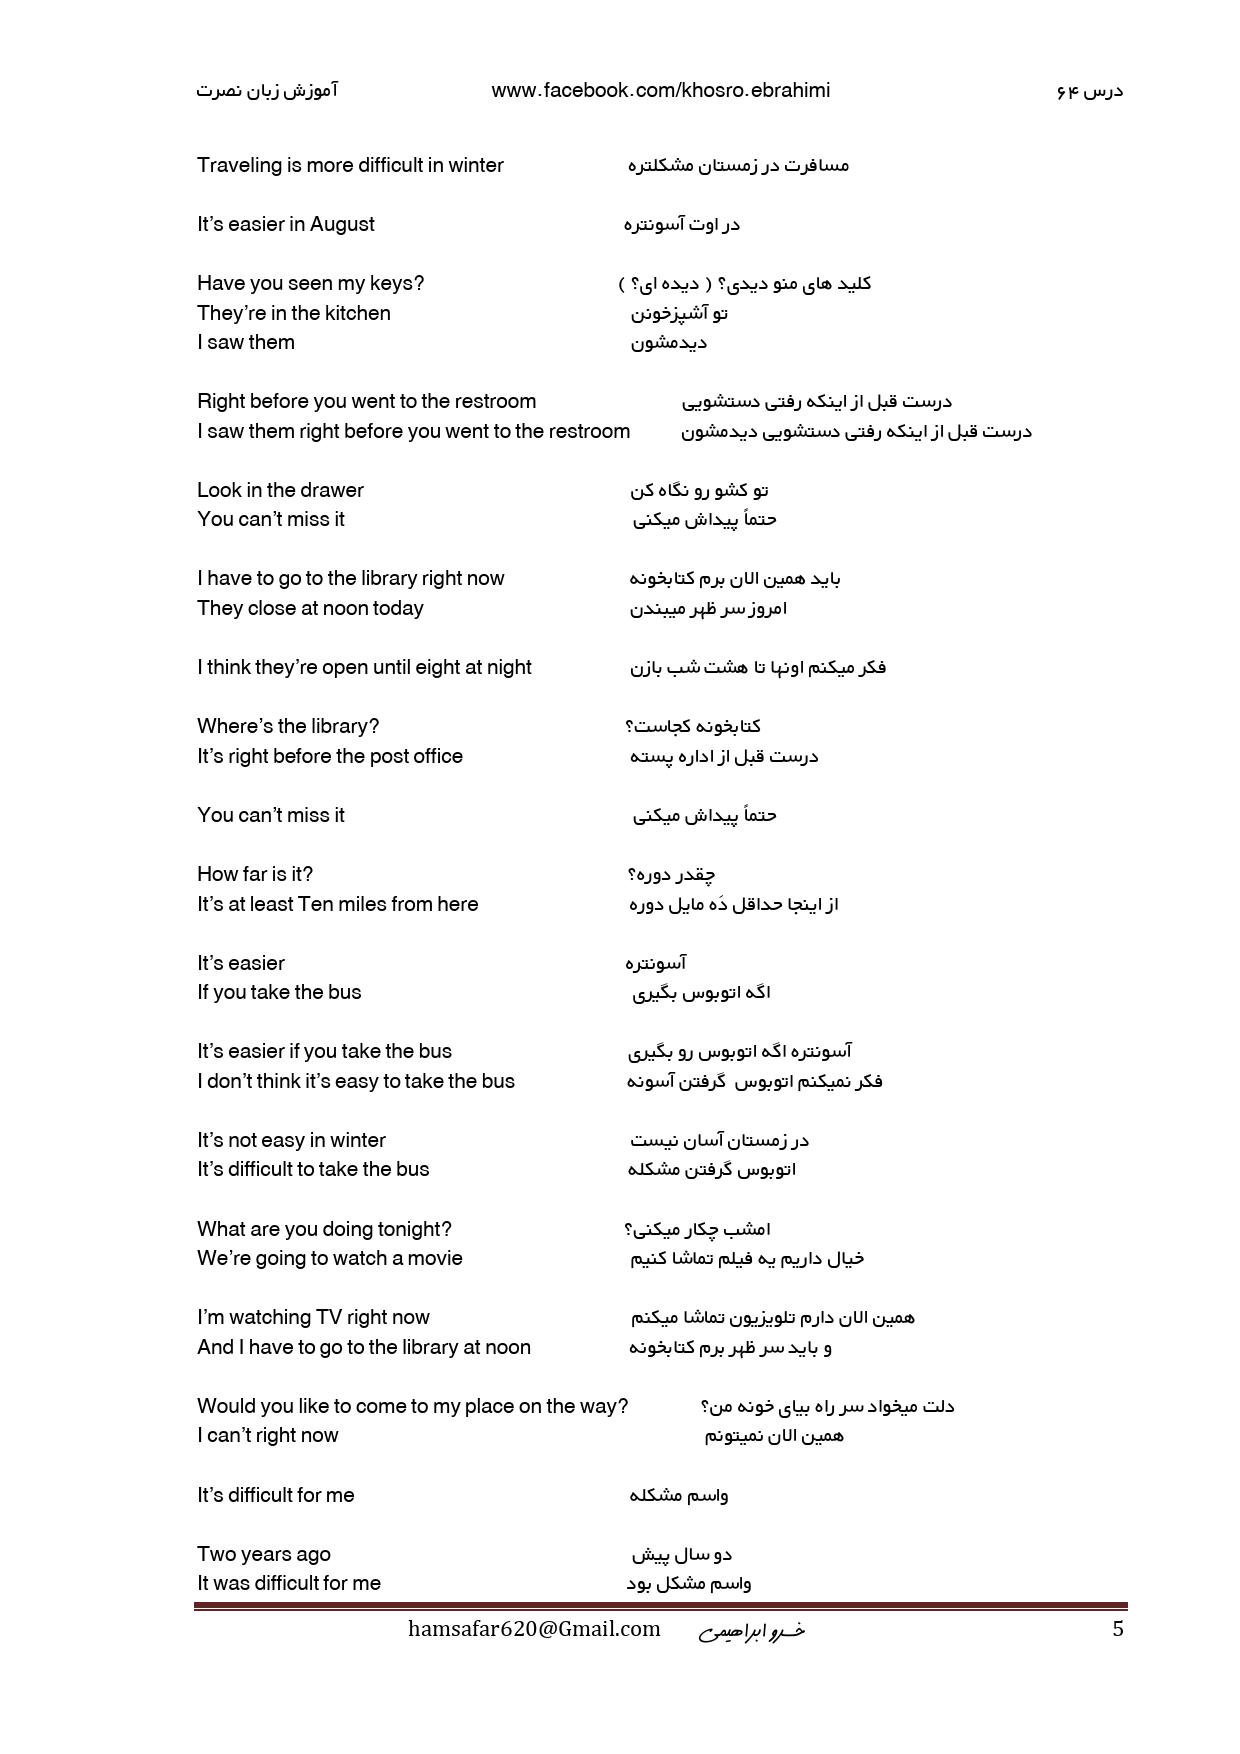 آموزش زبان نصرت www.facebook.com/khosro.ebrahimi درس ۶۴
Traveling is more difficult in winter مسافرت در زمستان مشکلتره
It’s easier in August در اوت آسونتره
Have you seen my keys? کلید های منو دیدی؟ ( دیده ای؟ )
They’re in the kitchen تو آشپزخونن
I saw them دیدمشون
Right before you went to the restroom درست قبل از اینکه رفتی دستشویی
I saw them right before you went to the restroom درست قبل از اینکه رفتی دستشویی دیدمشون
Look in the drawer تو کشو رو نگاه کن
You can’t miss it حتماً پیداش میکنی
I have to go to the library right now باید همین الان برم کتابخونه
They close at noon today امروز سر ظهر میبندن
I think they’re open until eight at night فکر میکنم اونها تا هشت شب بازن
Where’s the library? کتابخونه کجاست؟
It’s right before the post office درست قبل از اداره پسته
You can’t miss it حتماً پیداش میکنی
How far is it? چقدر دوره؟
It’s at least Ten miles from here از اینجا حداقل دَه مایل دوره
It’s easier آسونتره
If you take the bus اگه اتوبوس بگیری
It’s easier if you take the bus آسونتره اگه اتوبوس رو بگیری
I don’t think it’s easy to take the bus فکر نمیکنم اتوبوس گرفتن آسونه
It’s not easy in winter در زمستان آسان نیست
It’s difficult to take the bus اتوبوس گرفتن مشکله
What are you doing tonight? امشب چکار میکنی؟
We’re going to watch a movie خیال داریم یه فیلم تماشا کنیم
I’m watching TV right now همین الان دارم تلویزیون تماشا میکنم
And I have to go to the library at noon و باید سر ظهر برم کتابخونه
Would you like to come to my place on the way? دلت میخواد سر راه بیای خونه من؟
I can’t right now همین الان نمیتونم
It’s difficult for me واسم مشکله
Two years ago دو سال پیش
It was difficult for me واسم مشکل بود
hamsafar620@Gmail.com خسرو ابراهیمی 5